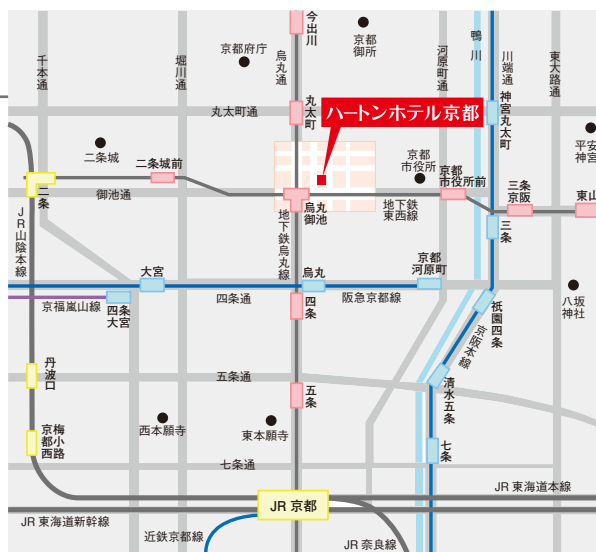 今出川
京都
御所
鴨川
京都府庁
烏丸通
河原町通
川端通
東大路通
千本通
堀川通
丸太町通
丸太町
神宮丸太町
ハートンホテル京都
二条城
二条城前
京都
市役所
京都
市役所前
平安
神宮
三条
京阪
東山
二条
御池通
烏丸
御池
地下鉄
東西線
三条
JR山陰本線
地下鉄烏丸線
大宮
烏丸
京都
河原町
四条通
阪急京都線
京福嵐山線
四条
大宮
四条
祇園四条
八坂
神社
京阪本線
丹波口
五条通
五条
清水五条
梅小路
京都西
西本願寺
東本願寺
七条
七条通
JR 京都
JR 東海道本線
JR 東海道新幹線
近鉄京都線
JR 奈良線